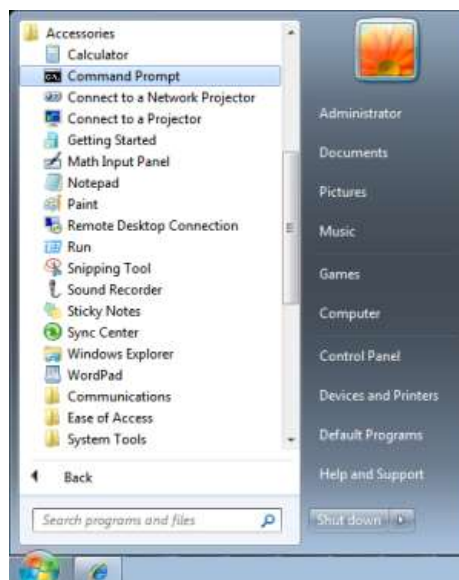 Accessories
Calculator
Command Prompt
Connect to a Network Projector
Connect to a Projector
Getting Started
Math Input Panel
Notepad
Paint
Remote Desktop Connection
Run
Snipping Tool
Sound Recorder
Sticky Notes
Sync Center
Windows Explorer
WordPad
Communications
Ease of Access
System Tools
Back
Search programs and files
Administrator
Documents
Pictures
Music
Games
Computer
Control Panel
Devices and Printers
Default Programs
Help and Support
Shut down